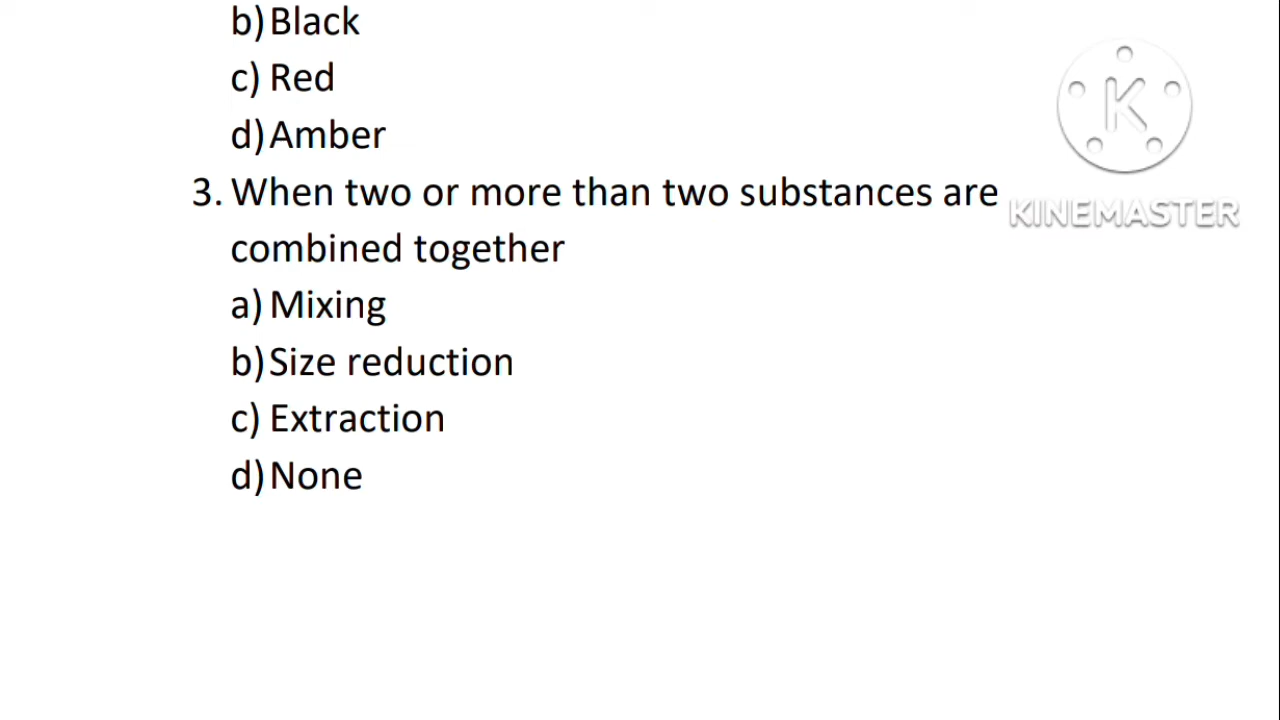 b) Black
c) Red
d) Amber
3. When two or more than two substances are
combined together
a) Mixing
b) Size reduction
c) Extraction
d) None
K
KINEMASTER